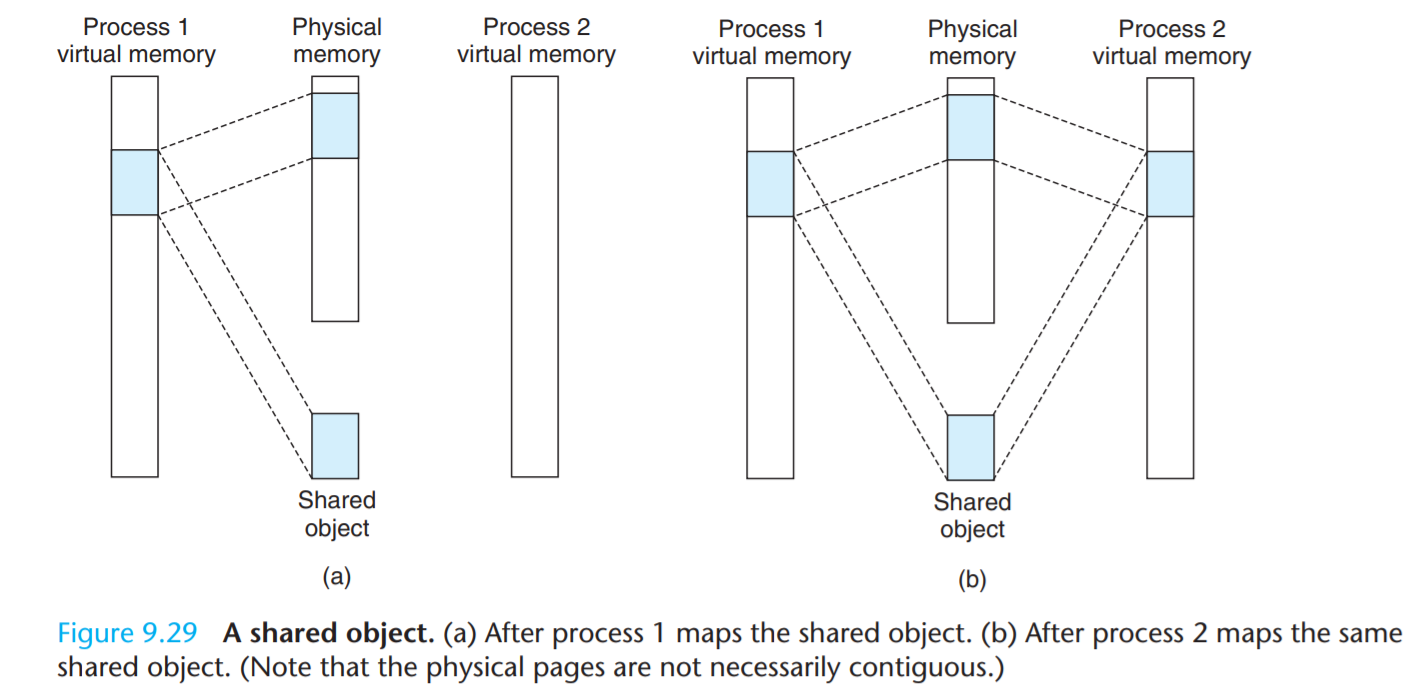 Process 1
virtual memory
Physical
memory
Process 2
virtual memory
Shared
object
(a)
Process 1
virtual memory
Physical
memory
Process 2
virtual memory
Shared
object
(b)
Figure 9.29 A shared object. (a) After process 1 maps the shared object. (b) After process 2 maps the same
shared object. (Note that the physical pages are not necessarily contiguous.)